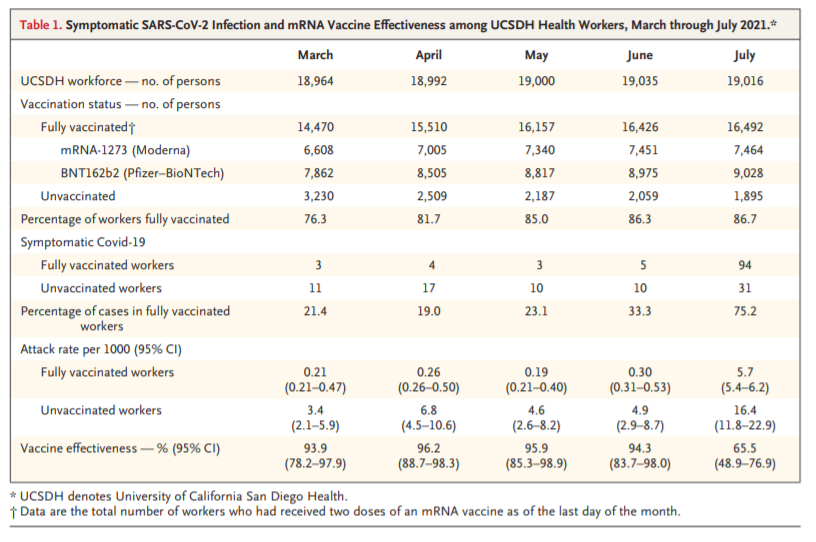 Table 1. Symptomatic SARS-CoV-2 Infection and mRNA Vaccine Effectiveness among UCSDH Health Workers, March through July 2021.*
March April May June July
UCSDH workforce — no. of persons 18,964 18,992 19,000 19,035 19,016
Vaccination status — no. of persons
Fully vaccinated† 14,470 15,510 16,157 16,426 16,492
mRNA-1273 (Moderna) 6,608 7,005 7,340 7,451 7,464
BNT162b2 (Pfizer–BioNTech) 7,862 8,505 8,817 8,975 9,028
Unvaccinated 3,230 2,509 2,187 2,059 1,895
Percentage of workers fully vaccinated 76.3 81.7 85.0 86.3 86.7
Symptomatic Covid-19
Fully vaccinated workers 3 4 3 5 94
Unvaccinated workers 11 17 10 10 31
Percentage of cases in fully vaccinated 21.4 19.0 23.1 33.3 75.2
workers
Attack rate per 1000 (95% CI)
Fully vaccinated workers 0.21 0.26 0.19 0.30 5.7
(0.21–0.47) (0.26–0.50) (0.21–0.40) (0.31–0.53) (5.4–6.2)
Unvaccinated workers 3.4 6.8 4.6 4.9 16.4
(2.1–5.9) (4.5–10.6) (2.6–8.2) (2.9–8.7) (11.8–22.9)
Vaccine effectiveness — % (95% CI) 93.9 96.2 95.9 94.3 65.5
(78.2–97.9) (88.7–98.3) (85.3–98.9) (83.7–98.0) (48.9–76.9)
* UCSDH denotes University of California San Diego Health.
† Data are the total number of workers who had received two doses of an mRNA vaccine as of the last day of the month.